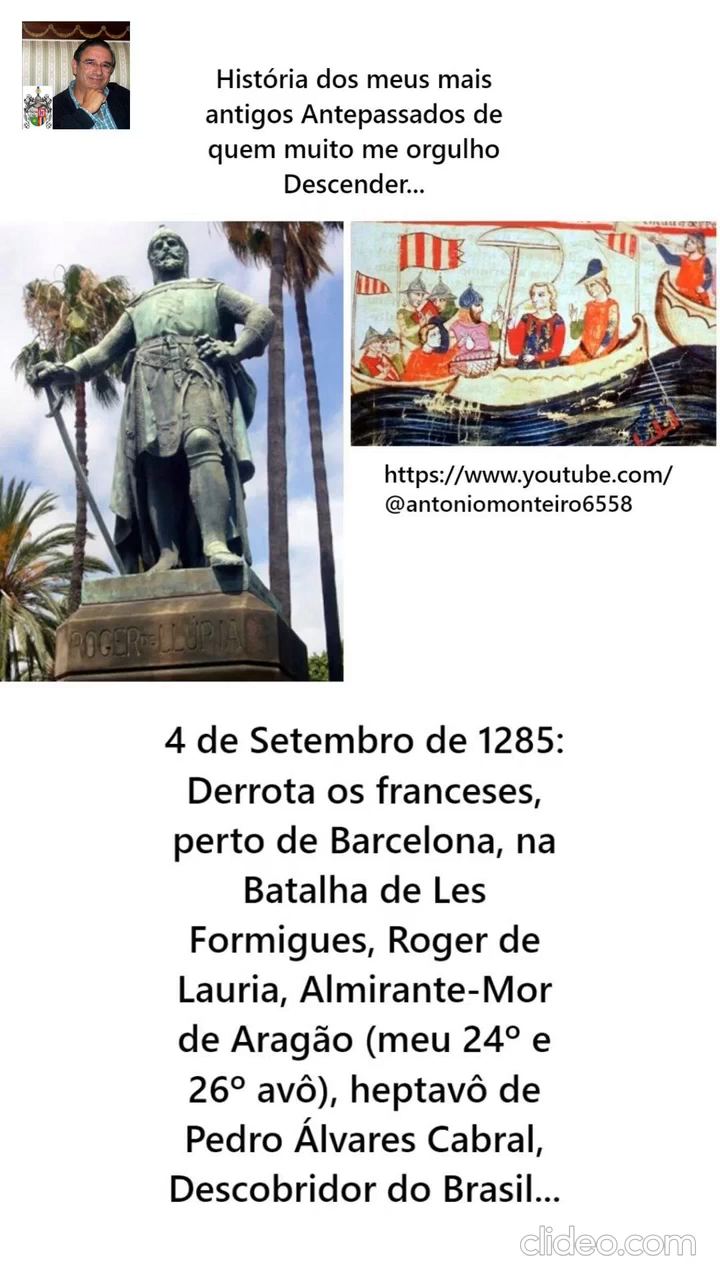 História dos meus mais
antigos Antepassados de
quem muito me orgulho
Descender...
https://www.youtube.com/
@antoniomonteiro6558
ROGER DE LLÚRIA
4 de Setembro de 1285:
Derrota os franceses,
perto de Barcelona, na
Batalha de Les
Formigues, Roger de
Lauria, Almirante-Mor
de Aragão (meu 24º e
26º avô), heptavô de
Pedro Álvares Cabral,
Descobridor do Brasil...
clideo.com